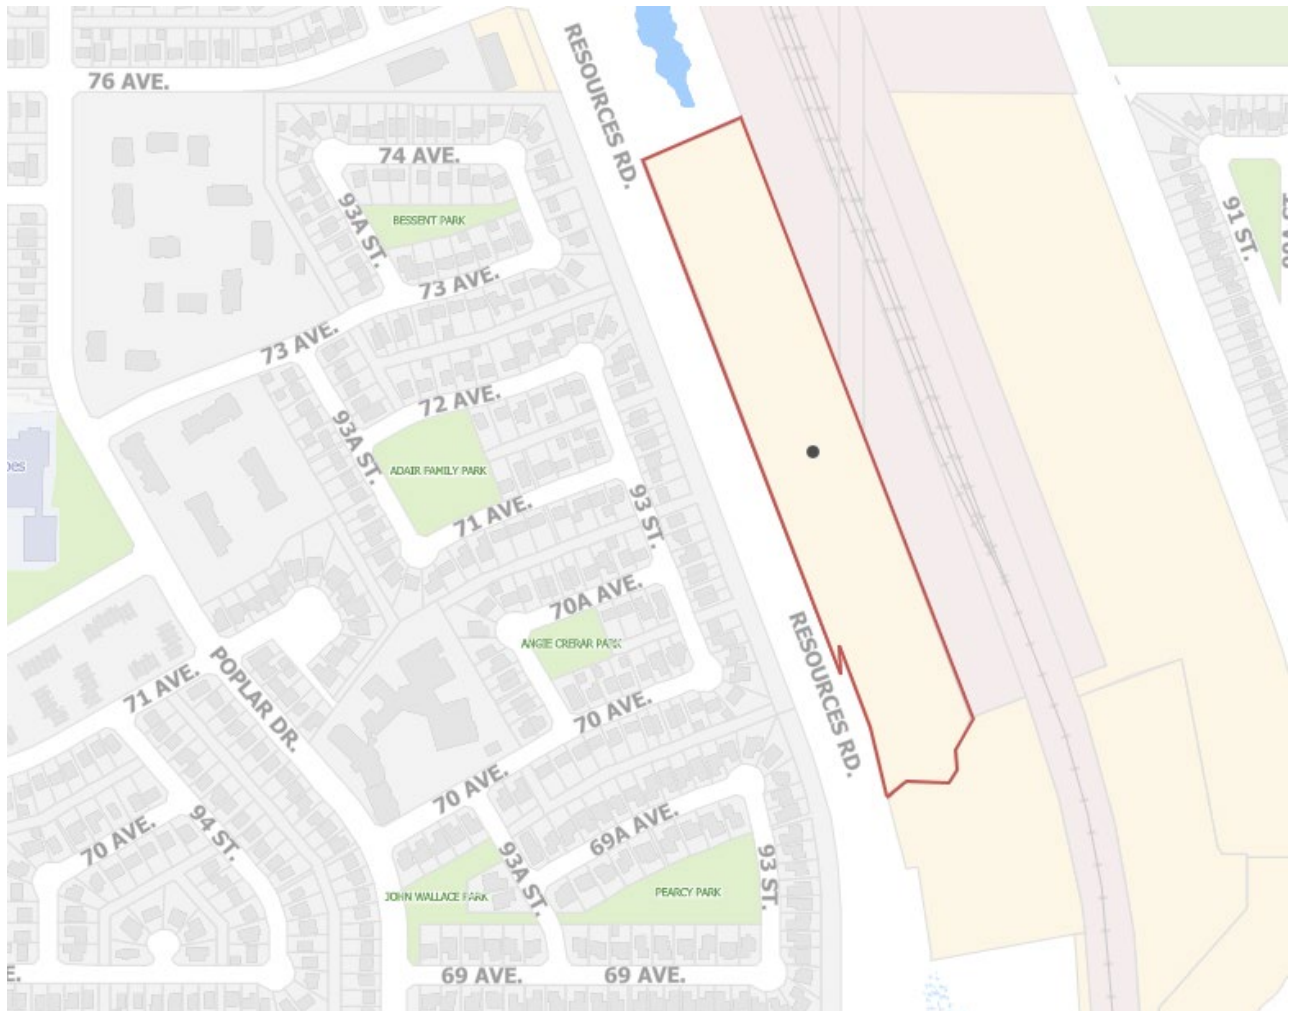 RESOURCES RD.
76 AVE.
74 AVE.
93A ST.
BESSENT PARK
91 ST.
73 AVE.
73 AVE.
72 AVE.
93A ST.
ADAIR FAMILY PARK
71 AVE.
93 ST.
70A AVE.
ANGIE CRERAR PARK
RESOURCES RD.
71 AVE.
POPLAR DR.
70 AVE.
70 AVE.
69A AVE.
70 AVE.
94 ST.
93A ST.
93 ST.
JOHN WALLACE PARK
PEARCY PARK
69 AVE.
69 AVE.